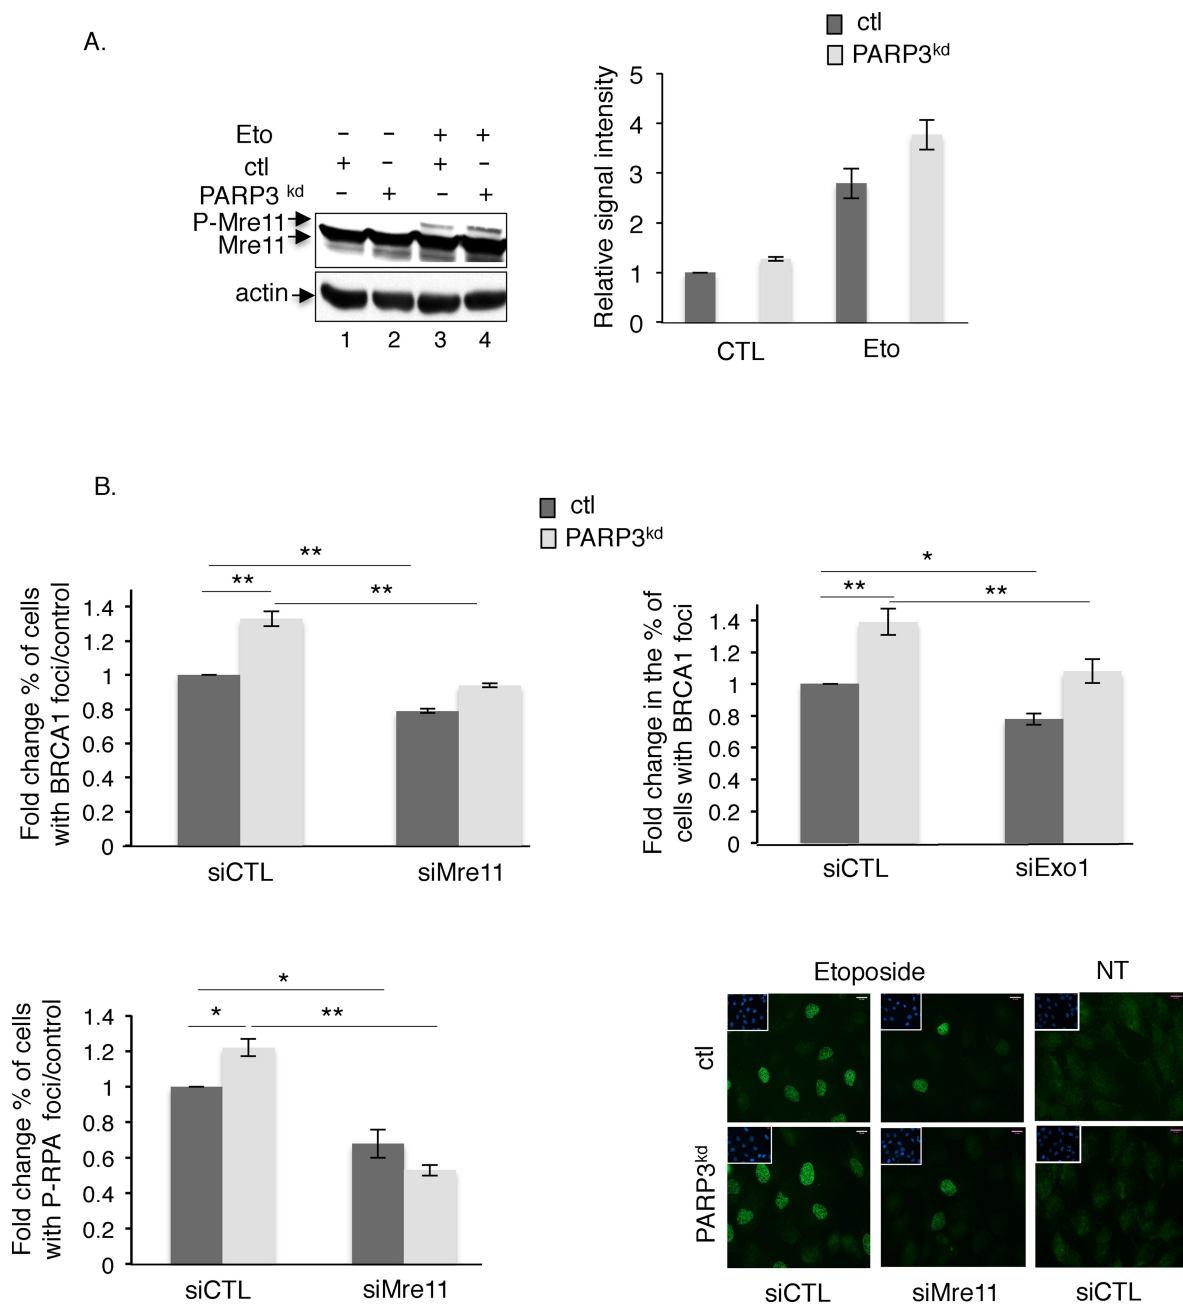 A.
Eto – – + +
ctl + – + –
PARP3 kd – + – +
P-Mre11
Mre11
actin
1 2 3 4
ctl
PARP3kd
Relative signal intensity
5
4
3
2
1
0
CTL Eto
B.
ctl
PARP3kd
Fold change % of cells
with BRCA1 foci/control
1.4
1.2
1
0.8
0.6
0.4
0.2
0
**
**
**
siCTL siMre11
Fold change in the % of
cells with BRCA1 foci
1.4
1.2
1
0.8
0.6
0.4
0.2
0
*
**
**
siCTL siExo1
Fold change % of cells
with P-RPA foci/control
1.4
1.2
1
0.8
0.6
0.4
0.2
0
*
*
**
siCTL siMre11
Etoposide NT
ctl
PARP3kd
siCTL siMre11 siCTL